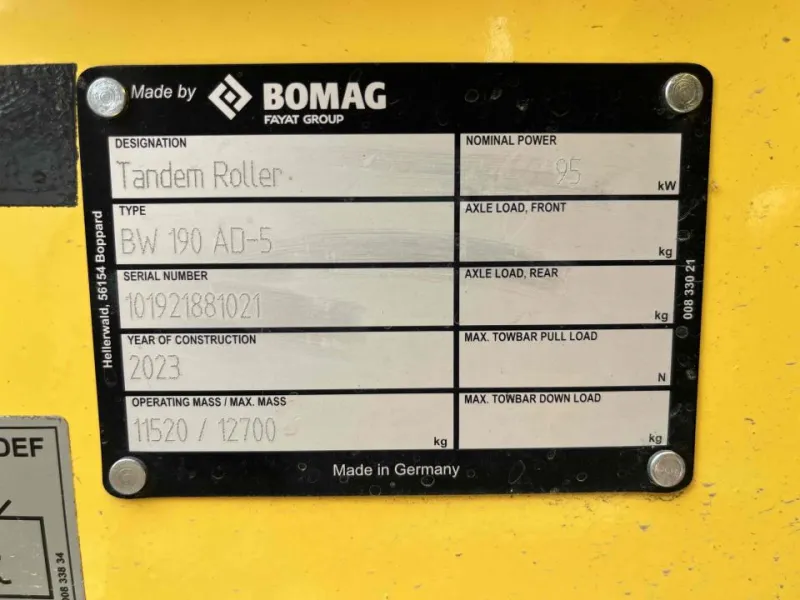 Made by BOMAG
FAYAT GROUP
DESIGNATION
Tandem Roller
NOMINAL POWER
95
kW
TYPE
BW 190 AD-5
AXLE LOAD, FRONT
kg
SERIAL NUMBER
101921881021
AXLE LOAD, REAR
kg
YEAR OF CONSTRUCTION
2023
MAX. TOWBAR PULL LOAD
N
OPERATING MASS / MAX. MASS
11520 / 12700
kg
MAX. TOWBAR DOWN LOAD
kg
Made in Germany
Hellerwald, 56154 Boppard
008 330 21
DEF
008 338 34